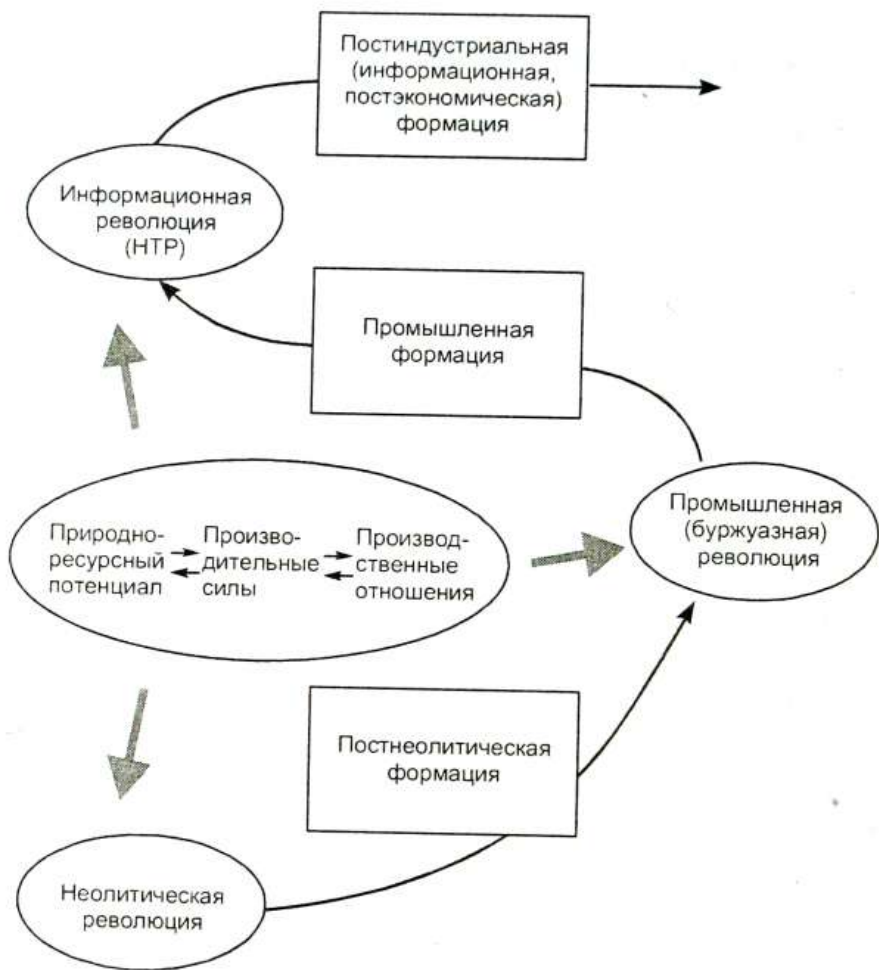 Постиндустриальная
(информационная,
постэкономическая)
формация
Информационная
революция
(НТР)
Промышленная
формация
Промышленная
(буржуазная)
революция
Природно-
ресурсный
потенциал
Произво-
дительные
силы
Производ-
ственные
отношения
Постнеолитическая
формация
Неолитическая
революция